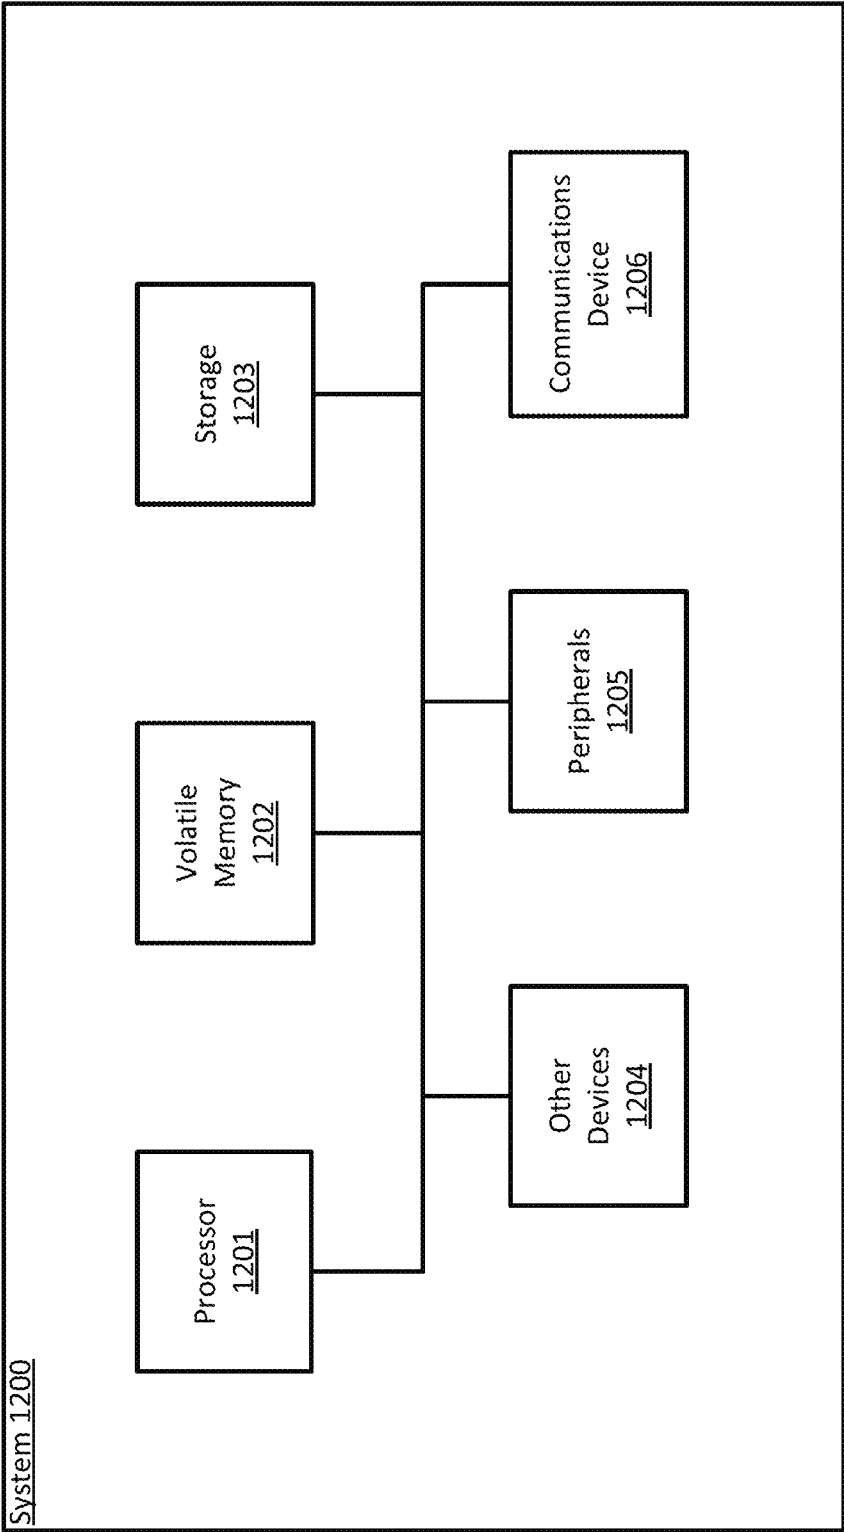 System 1200
Processor
1201
Volatile
Memory
1202
Storage
1203
Other
Devices
1204
Peripherals
1205
Communications
Device
1206